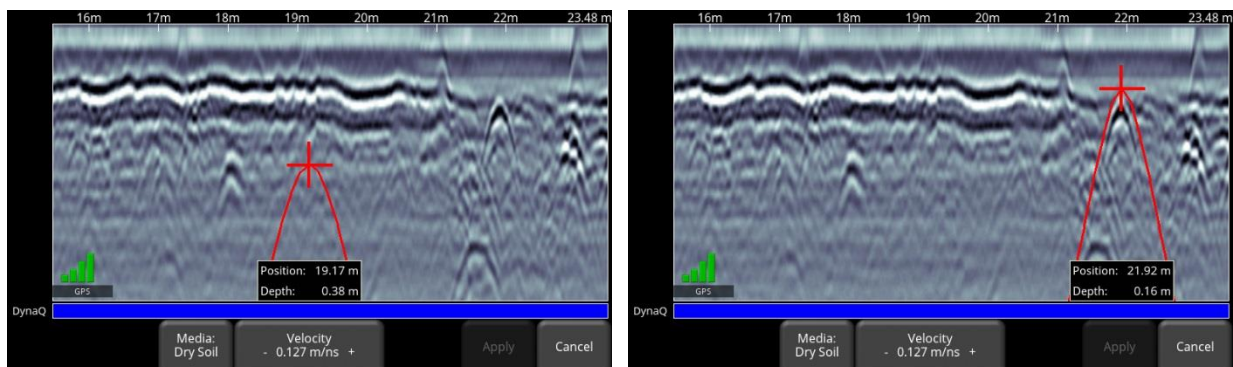 16m 17m 18m 19m 20m 21m 22m 23.48 m
Position: 19.17 m
Depth: 0.38 m
GPS
DynaQ
Media:
Dry Soil
Velocity
- 0.127 m/ns +
Apply
Cancel
16m 17m 18m 19m 20m 21m 22m 23.48 m
Position: 21.92 m
Depth: 0.16 m
GPS
DynaQ
Media:
Dry Soil
Velocity
- 0.127 m/ns +
Apply
Cancel